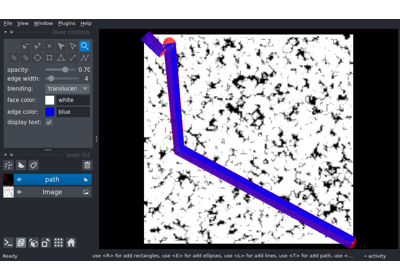 File View Window Plugins Help
layer controls
opacity: 0.70
edge width: 4
blending: translucen
face color: white
edge color: blue
display text:
layer list
path
Image
Ready use <R> for add rectangles, use <E> for add ellipses, use <L> for add lines, use <T> for add path, use <... activity